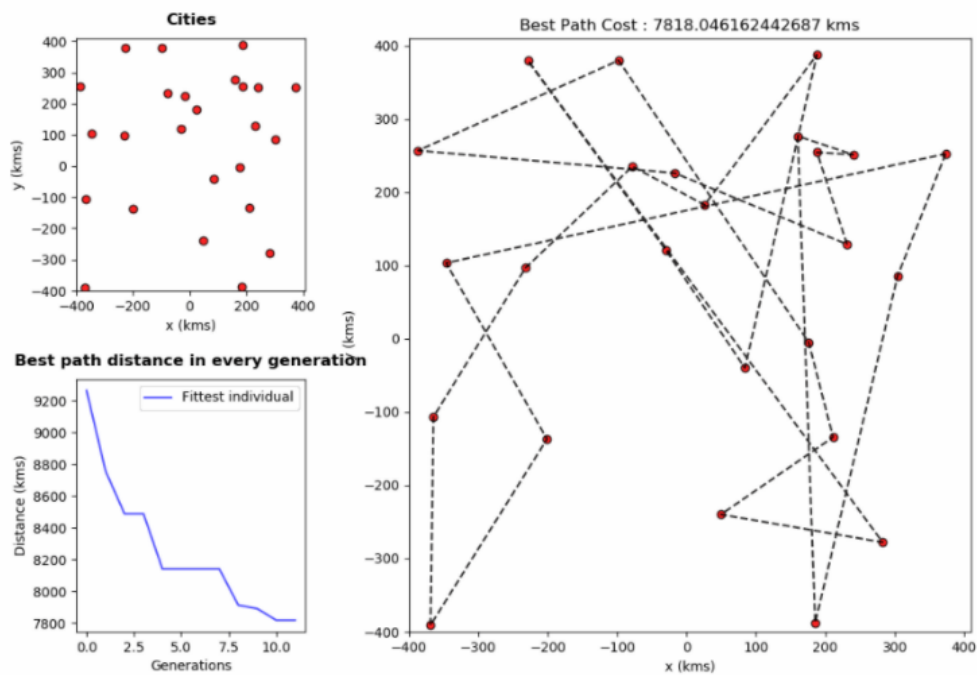 Cities
400
300
200
100
0
−100
−200
−300
−400
y (kms)
−400 −200 0 200 400
x (kms)
Best path distance in every generation
9200
9000
8800
8600
8400
8200
8000
7800
Distance (kms)
Fittest individual
0.0 2.5 5.0 7.5 10.0
Generations
Best Path Cost : 7818.046162442687 kms
400
300
200
100
0
−100
−200
−300
−400
(kms)
−400 −300 −200 −100 0 100 200 300 400
x (kms)